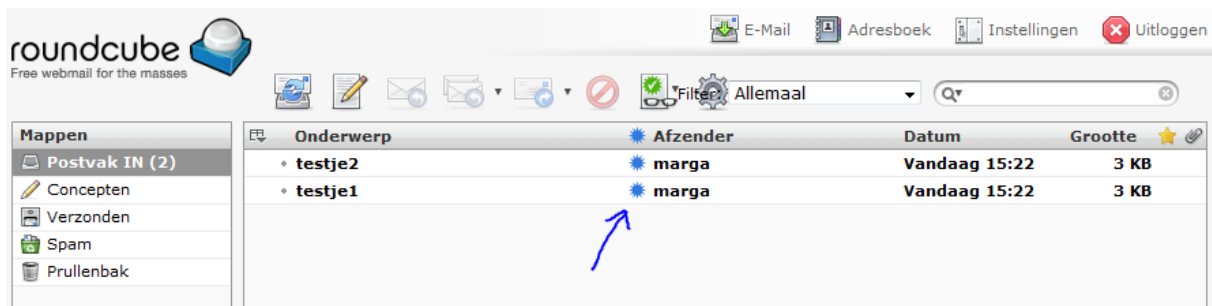 E-Mail Adresboek Instellingen Uitloggen
roundcube
Free webmail for the masses
Filter: Allemaal
Mappen
Postvak IN (2)
Concepten
Verzonden
Spam
Prullenbak
Onderwerp Afzender Datum Grootte
testje2 marga Vandaag 15:22 3 KB
testje1 marga Vandaag 15:22 3 KB